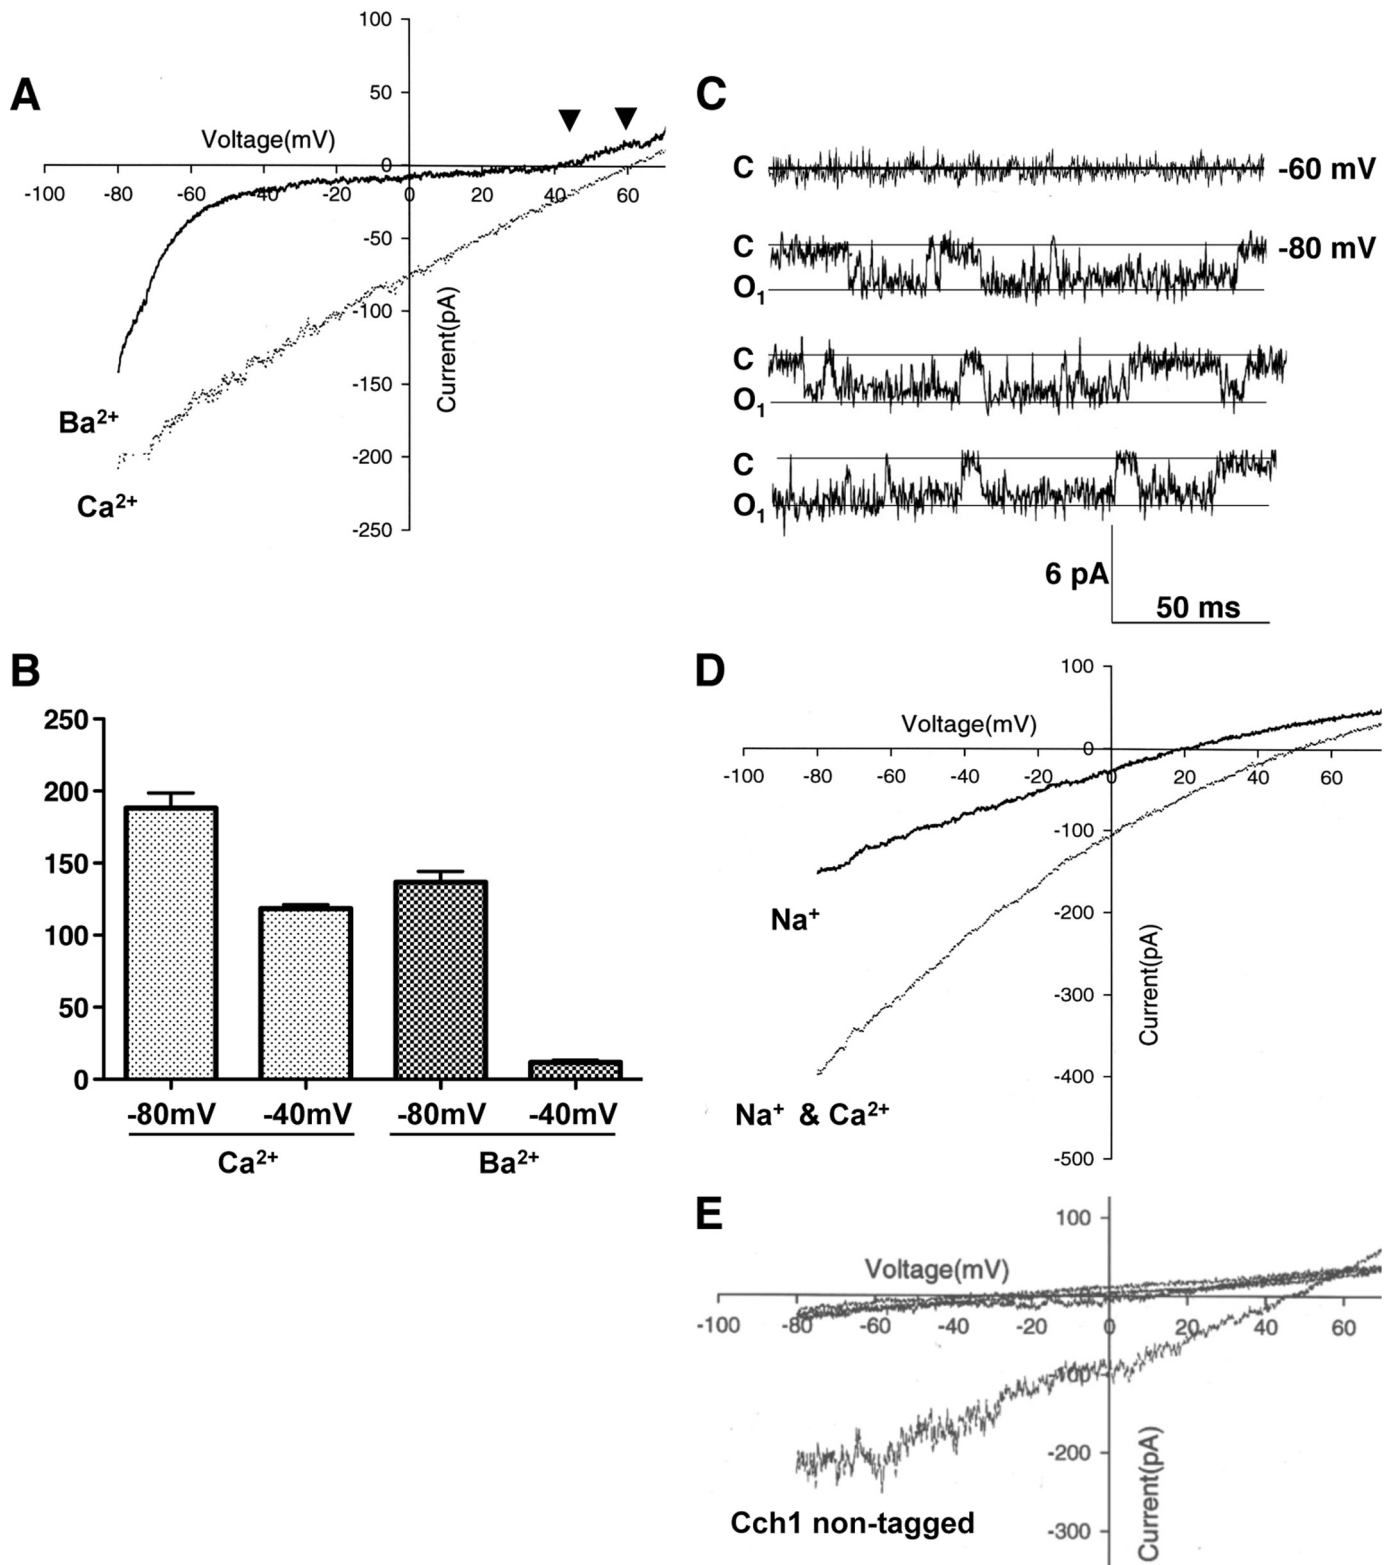 A
100
50
Voltage(mV)
0
-100 -80 -60 -40 -20 0 20 40 60
-50
-100
-150
-200
-250
Current(pA)
Ba2+
Ca2+
C
C -60 mV
C -80 mV
O1
C
O1
C
O1
6 pA
50 ms
B
250
200
150
100
50
0
-80mV -40mV -80mV -40mV
Ca2+ Ba2+
D
100
Voltage(mV)
0
-100 -80 -60 -40 -20 0 20 40 60
-100
-200
-300
-400
-500
Current(pA)
Na+
Na+ & Ca2+
E
100
Voltage(mV)
-100 -80 -60 -40 -20 0 20 40 60
-100
-200
-300
Current(pA)
Cch1 non-tagged